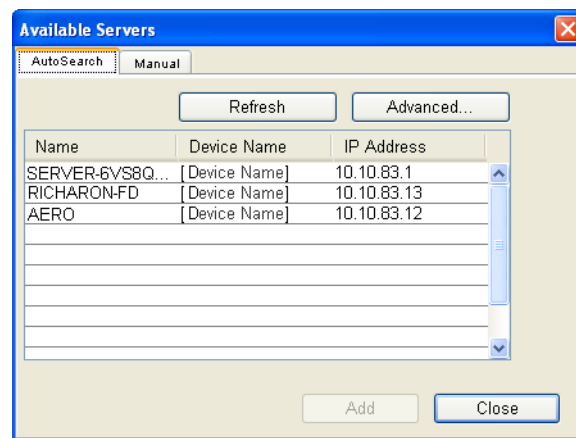 Available Servers
AutoSearch Manual
Refresh Advanced...
Name Device Name IP Address
SERVER-6VS8Q... [Device Name] 10.10.83.1
RICHARON-FD [Device Name] 10.10.83.13
AERO [Device Name] 10.10.83.12
Add Close